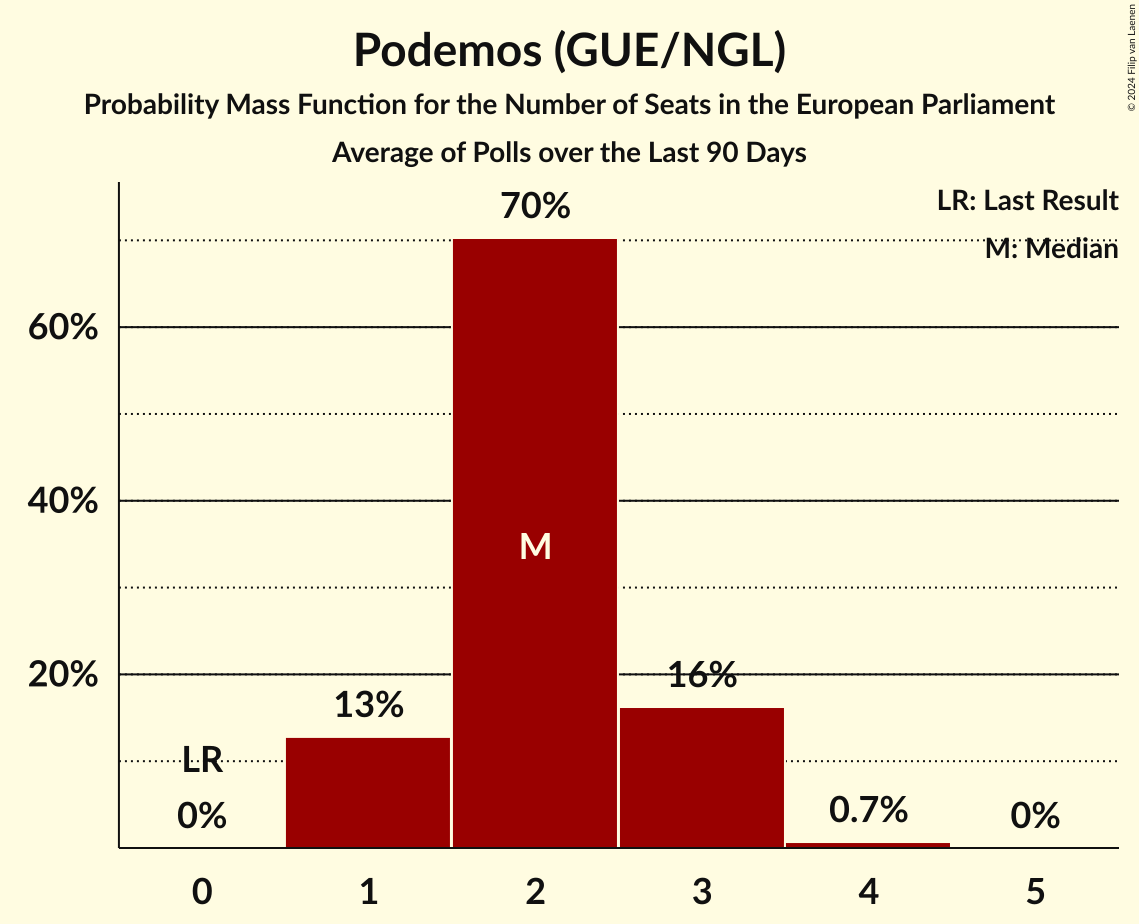 Podemos (GUE/NGL)
Probability Mass Function for the Number of Seats in the European Parliament
Average of Polls over the Last 90 Days
© 2024 Filip van Laenen
LR: Last Result
M: Median
70%
60%
40%
M
20%
16%
13%
LR
0%
0.7%
0%
0 1 2 3 4 5